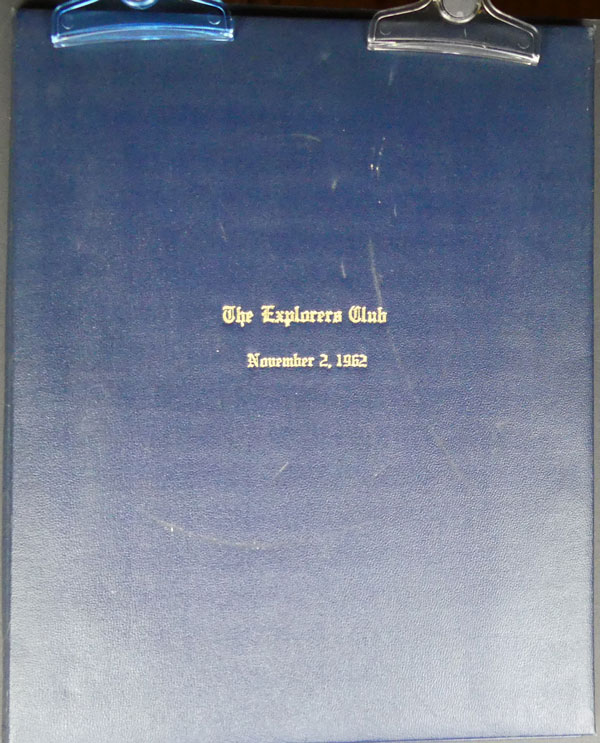 The Explorers Club
November 2, 1962